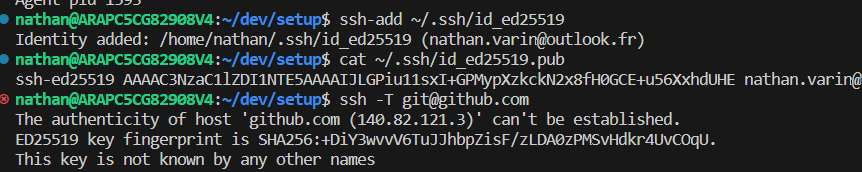 Agent pid 1595
nathan@ARAPC5CG82908V4:~/dev/setup$ ssh-add ~/.ssh/id_ed25519
Identity added: /home/nathan/.ssh/id_ed25519 (nathan.varin@outlook.fr)
nathan@ARAPC5CG82908V4:~/dev/setup$ cat ~/.ssh/id_ed25519.pub
ssh-ed25519 AAAAC3NzaC1lZDI1NTE5AAAAIJLGPiu11sxI+GPMypXzkckN2x8fH0GCE+u56XxhdUHE nathan.varin@
nathan@ARAPC5CG82908V4:~/dev/setup$ ssh -T git@github.com
The authenticity of host 'github.com (140.82.121.3)' can't be established.
ED25519 key fingerprint is SHA256:+DiY3wvvV6TuJJhbpZisF/zLDA0zPMSvHdkr4UvCOqU.
This key is not known by any other names